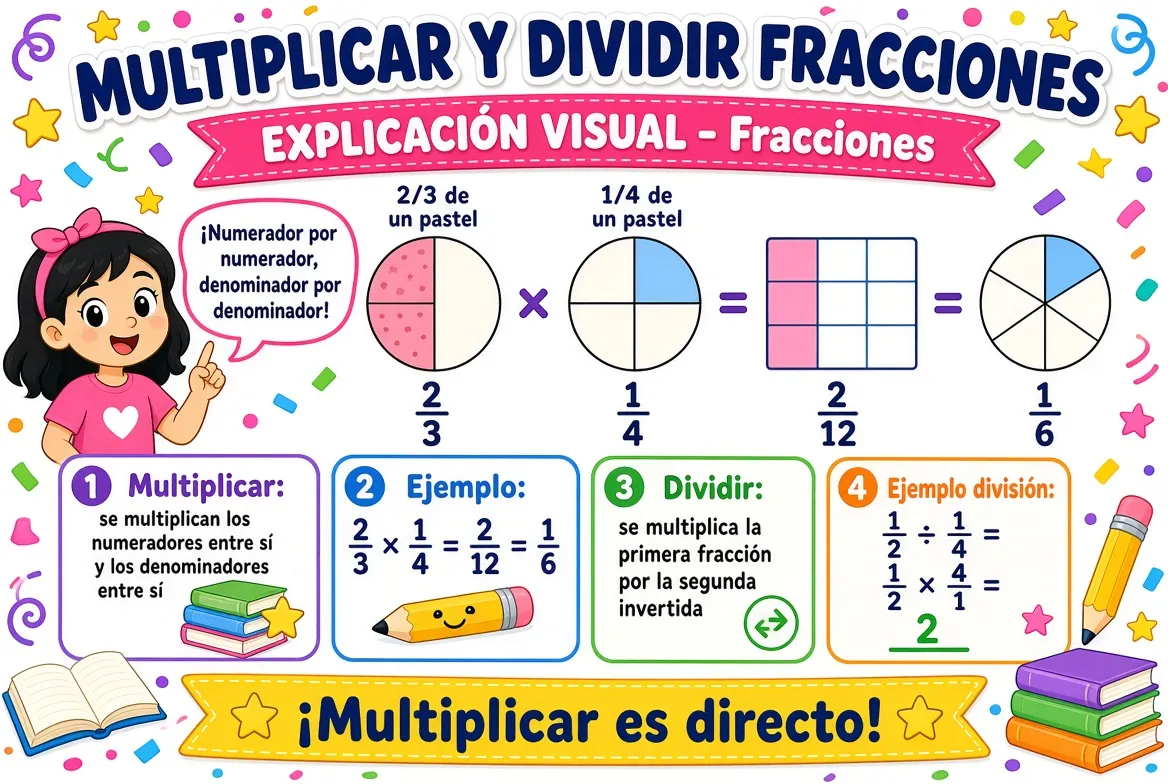 MULTIPLICAR Y DIVIDIR FRACCIONES
EXPLICACIÓN VISUAL - Fracciones
¡Numerador por
numerador,
denominador por
denominador!
2/3 de
un pastel
1/4 de
un pastel
× = =
2/3 1/4 2/12 1/6
1 Multiplicar:
se multiplican los
numeradores entre sí
y los denominadores
entre sí
2 Ejemplo:
2/3 × 1/4 = 2/12 = 1/6
3 Dividir:
se multiplica la
primera fracción
por la segunda
invertida
4 Ejemplo división:
1/2 ÷ 1/4 =
1/2 × 4/1 =
2
¡Multiplicar es directo!